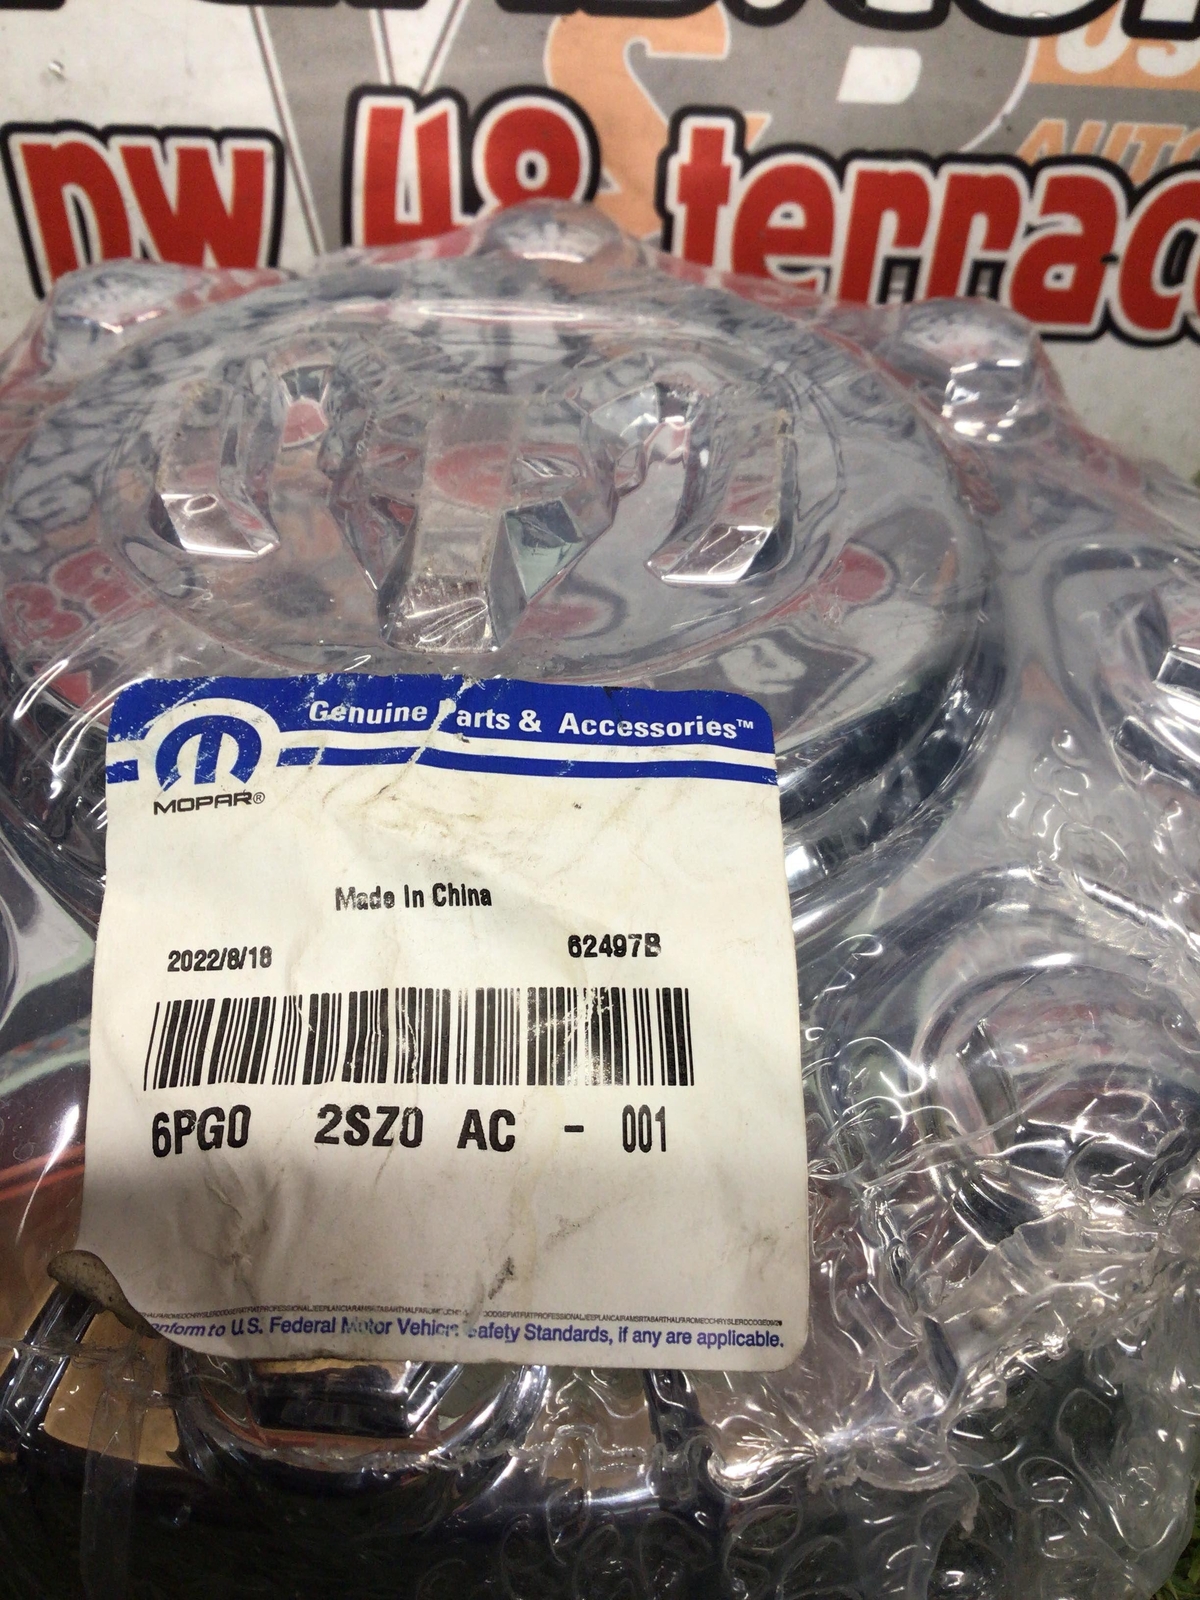 nw 48 terrac
Genuine arts & Accessories™
MOPAR®
Made In China
2022/8/18 62497B
6PG0 2SZ0 AC - 001
onform to U.S. Federal Motor Vehicle Safety Standards, if any are applicable.